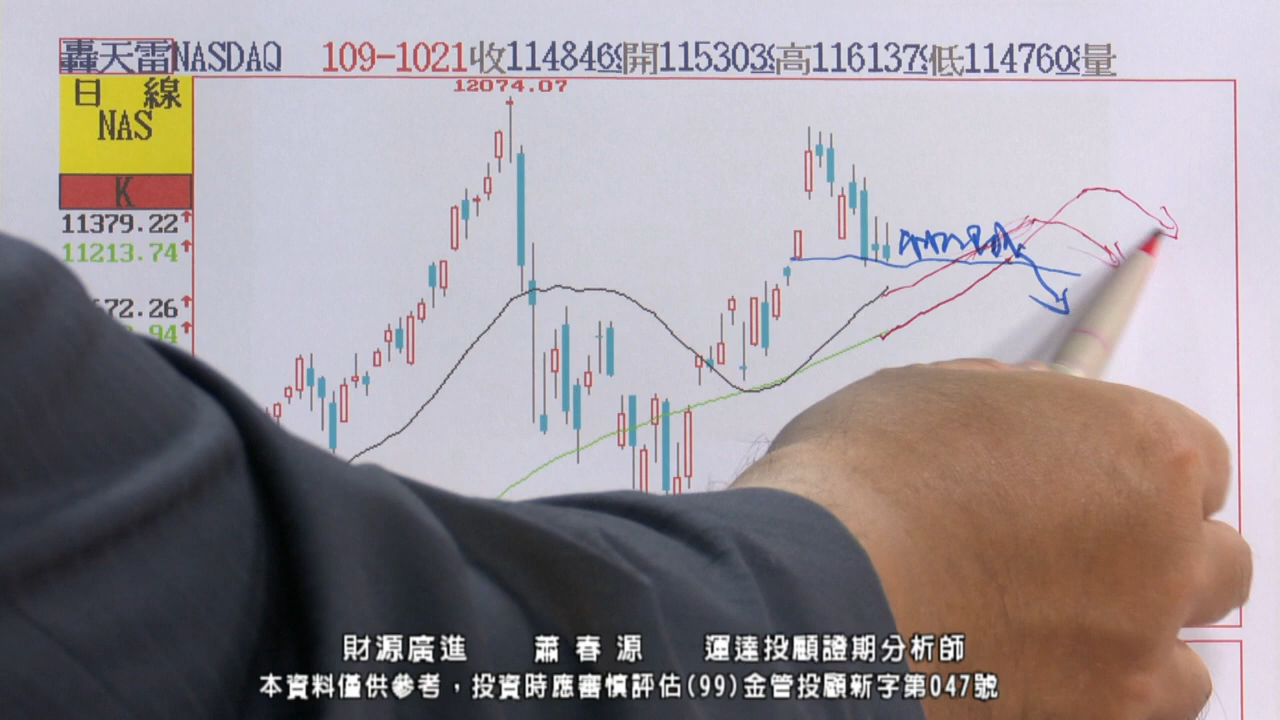 轟天雷NASDAQ 109-1021收114846開115303高116137低114760量
12074.07
日 線
NAS
K
11379.22↑
11213.74↑
672.26↑
.94↑
財源廣進 蕭春源 運達投顧證期分析師
本資料僅供參考，投資時應審慎評估(99)金管投顧新字第047號